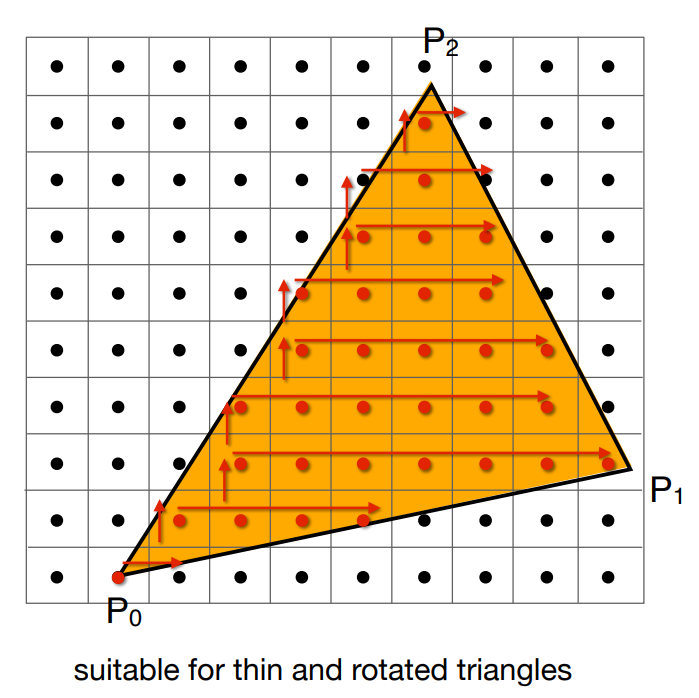 P₂
P₁
P₀
suitable for thin and rotated triangles